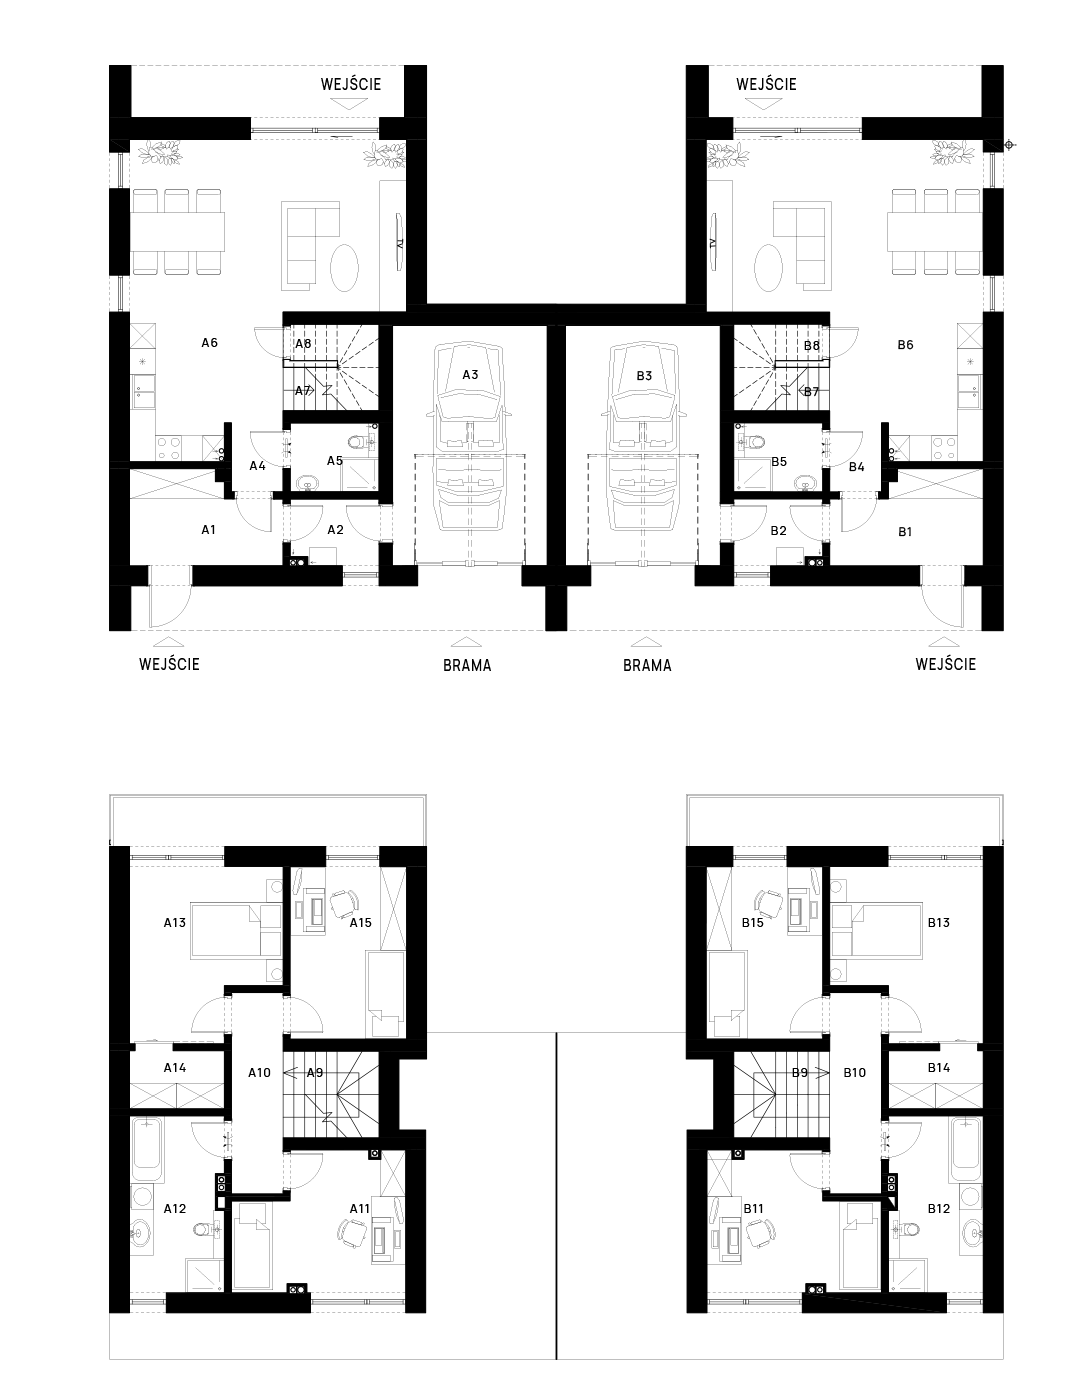 WEJŚCIE WEJŚCIE
TV TV
A6 A8 B8 B6
A3 B3
A7 B7
A4 A5 B5 B4
A1 A2 B2 B1
WEJŚCIE BRAMA BRAMA WEJŚCIE
A13 A15 B15 B13
A14 A10 A9 B9 B10 B14
A12 A11 B11 B12